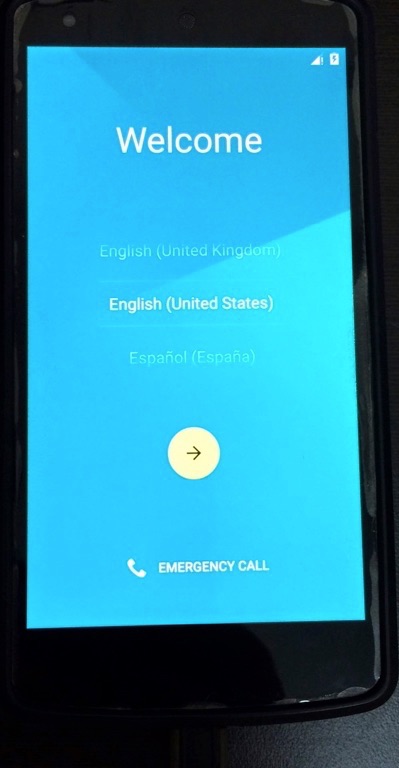 Welcome
English (United Kingdom)
English (United States)
Español (España)
EMERGENCY CALL